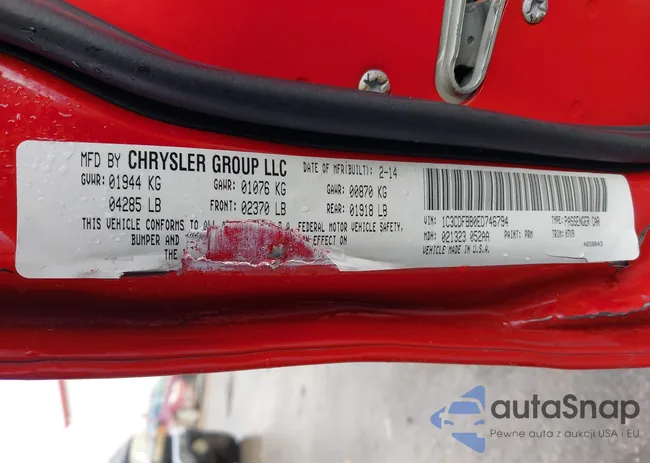 MFD BY CHRYSLER GROUP LLC DATE OF MFR(BUILT): 2-14
GVWR: 01944 KG GAWR: 01076 KG GAWR: 00870 KG
04285 LB FRONT: 02370 LB REAR: 01918 LB
THIS VEHICLE CONFORMS TO ALL FEDERAL MOTOR VEHICLE SAFETY,
BUMPER AND EFFECT ON
THE
VIN: 1C3CDFBB0ED746794 TYPE: PASSENGER CAR
MDH: 021323 052AA PAINT: PRM TRIM:
VEHICLE MADE IN U.S.A.
autoSnap
Pewne auta z aukcji USA i EU